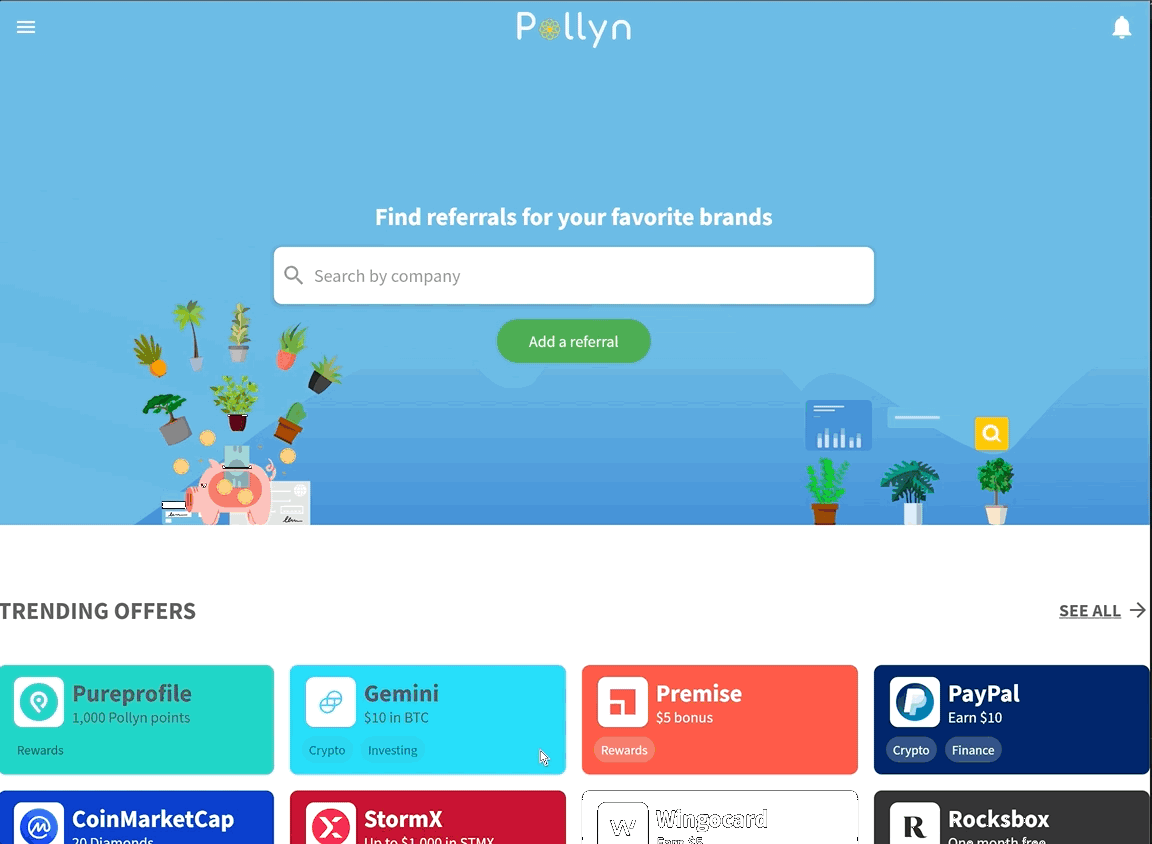 Pollyn
Find referrals for your favorite brands
Search by company
Add a referral
TRENDING OFFERS
SEE ALL
Pureprofile
1,000 Pollyn points
Rewards
Gemini
$10 in BTC
Crypto
Investing
Premise
$5 bonus
Rewards
PayPal
Earn $10
Crypto
Finance
CoinMarketCap
20 Diamonds
StormX
Up to $1,000 in STMX
Wingocard
Earn $5
Rocksbox
One month free